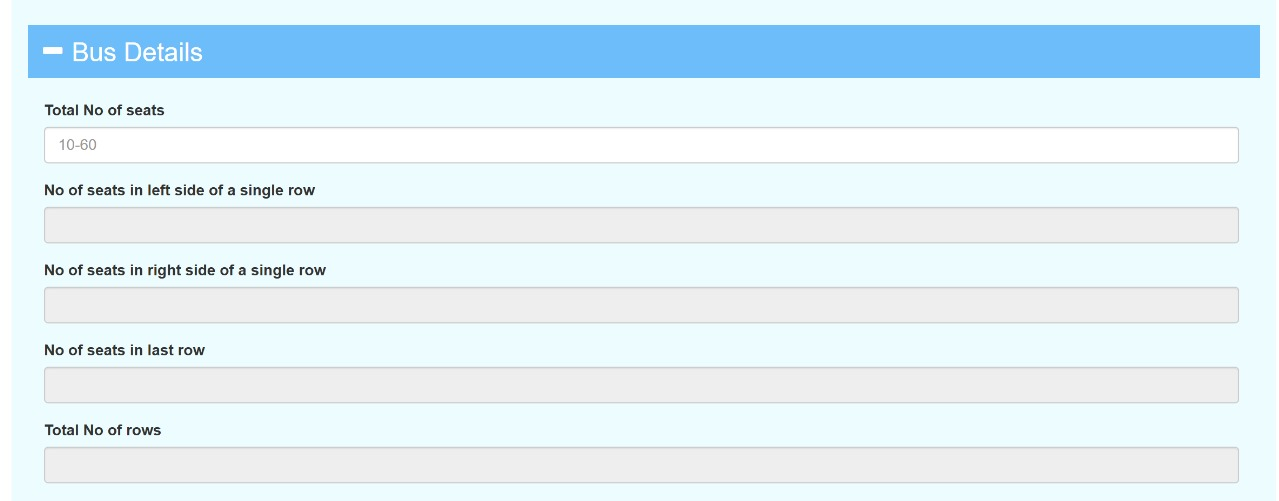 Bus Details
Total No of seats
10-60
No of seats in left side of a single row
No of seats in right side of a single row
No of seats in last row
Total No of rows